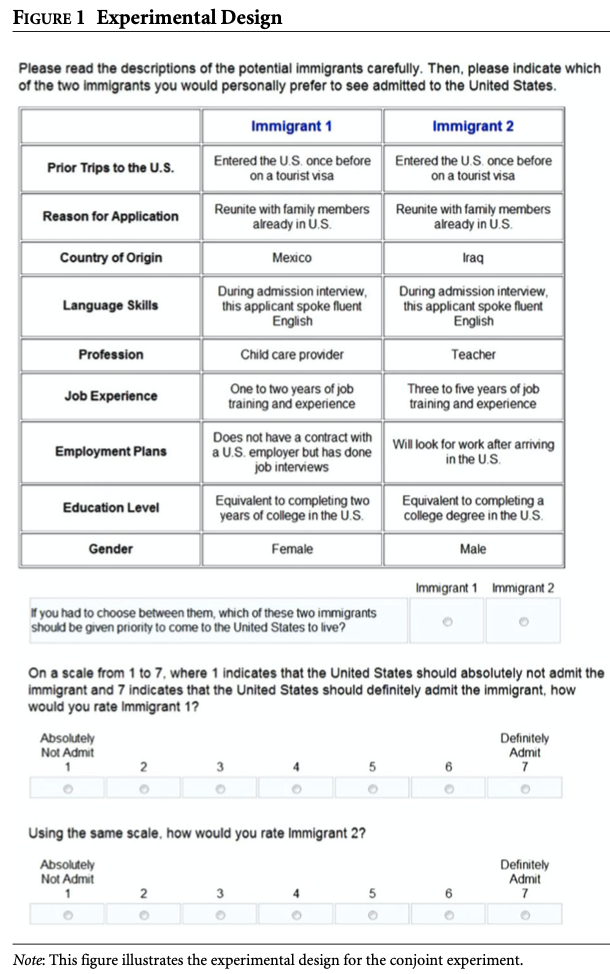 FIGURE 1 Experimental Design
Please read the descriptions of the potential immigrants carefully. Then, please indicate which
of the two immigrants you would personally prefer to see admitted to the United States.
Immigrant 1 Immigrant 2
Prior Trips to the U.S. Entered the U.S. once before on a tourist visa Entered the U.S. once before on a tourist visa
Reason for Application Reunite with family members already in U.S. Reunite with family members already in U.S.
Country of Origin Mexico Iraq
Language Skills During admission interview, this applicant spoke fluent English During admission interview, this applicant spoke fluent English
Profession Child care provider Teacher
Job Experience One to two years of job training and experience Three to five years of job training and experience
Employment Plans Does not have a contract with a U.S. employer but has done job interviews Will look for work after arriving in the U.S.
Education Level Equivalent to completing two years of college in the U.S. Equivalent to completing a college degree in the U.S.
Gender Female Male
Immigrant 1 Immigrant 2
If you had to choose between them, which of these two immigrants
should be given priority to come to the United States to live?
On a scale from 1 to 7, where 1 indicates that the United States should absolutely not admit the
immigrant and 7 indicates that the United States should definitely admit the immigrant, how
would you rate Immigrant 1?
Absolutely Definitely
Not Admit Admit
1 2 3 4 5 6 7
Using the same scale, how would you rate Immigrant 2?
Absolutely Definitely
Not Admit Admit
1 2 3 4 5 6 7
Note: This figure illustrates the experimental design for the conjoint experiment.